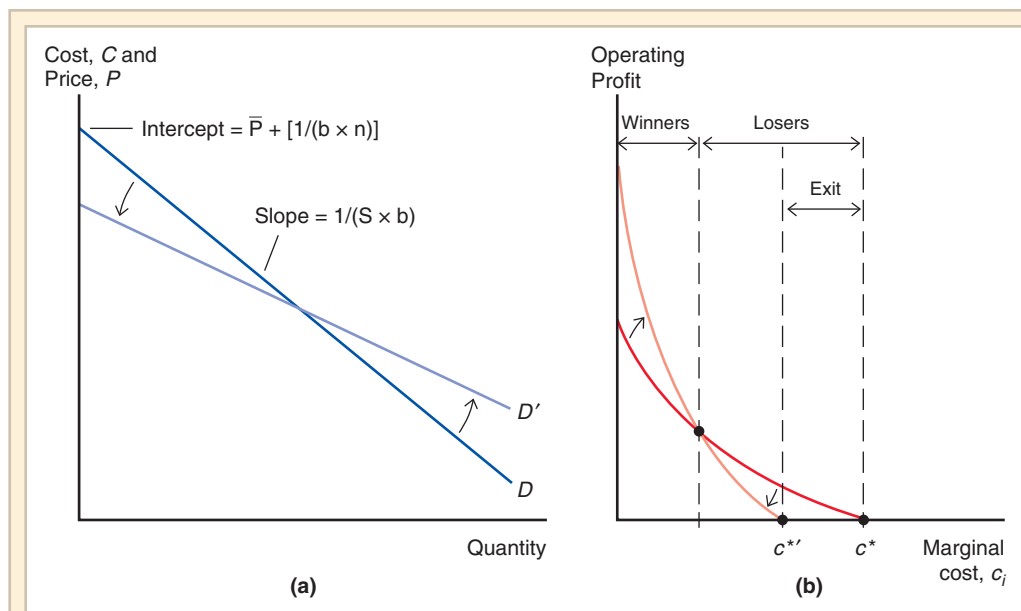 Cost, C and
Price, P
Intercept = P̅ + [1/(b × n)]
Slope = 1/(S × b)
D′
D
Quantity
(a)
Operating
Profit
Winners
Losers
Exit
c*′
c*
Marginal
cost, ci
(b)